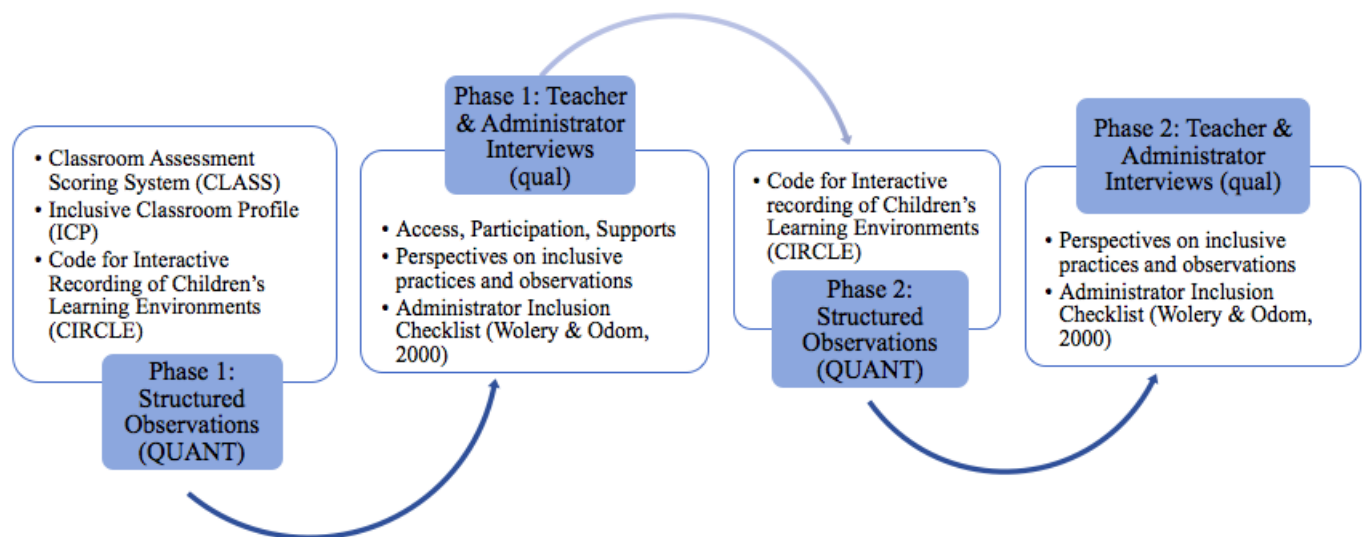 • Classroom Assessment
Scoring System (CLASS)
• Inclusive Classroom Profile
(ICP)
• Code for Interactive
Recording of Children’s
Learning Environments
(CIRCLE)
Phase 1:
Structured
Observations
(QUANT)
Phase 1: Teacher
& Administrator
Interviews
(qual)
• Access, Participation, Supports
• Perspectives on inclusive
practices and observations
• Administrator Inclusion
Checklist (Wolery & Odom,
2000)
• Code for Interactive
recording of Children’s
Learning Environments
(CIRCLE)
Phase 2:
Structured
Observations
(QUANT)
Phase 2: Teacher &
Administrator
Interviews (qual)
• Perspectives on inclusive
practices and observations
• Administrator Inclusion
Checklist (Wolery & Odom,
2000)